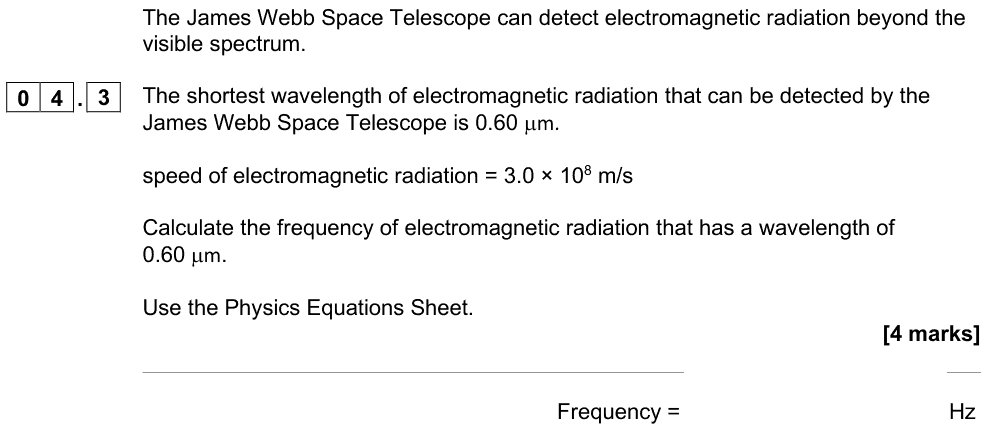 The James Webb Space Telescope can detect electromagnetic radiation beyond the
visible spectrum.
0 4 . 3 The shortest wavelength of electromagnetic radiation that can be detected by the
James Webb Space Telescope is 0.60 μm.
speed of electromagnetic radiation = 3.0 × 10⁸ m/s
Calculate the frequency of electromagnetic radiation that has a wavelength of
0.60 μm.
Use the Physics Equations Sheet.
[4 marks]
Frequency = Hz